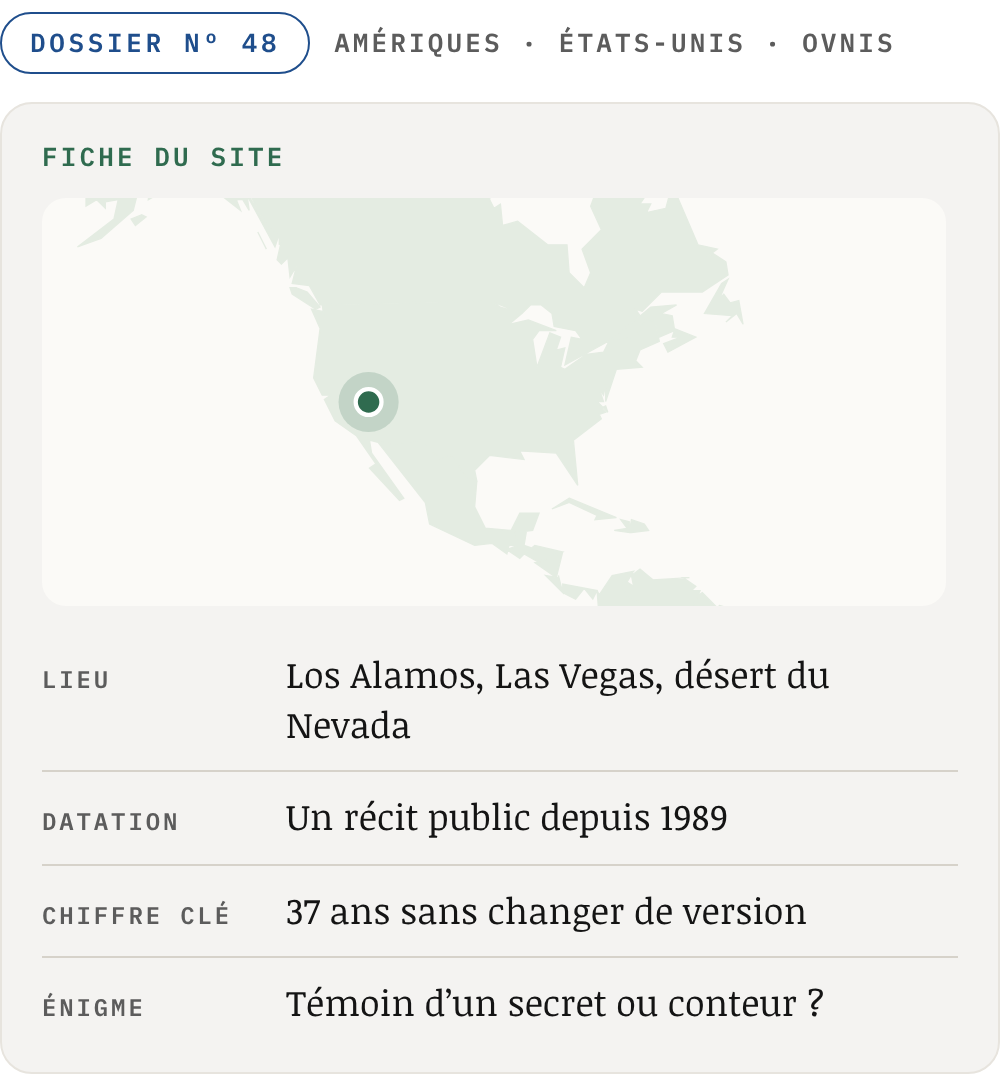 DOSSIER Nº 48 AMÉRIQUES · ÉTATS-UNIS · OVNIS
FICHE DU SITE
LIEU Los Alamos, Las Vegas, désert du
Nevada
DATATION Un récit public depuis 1989
CHIFFRE CLÉ 37 ans sans changer de version
ÉNIGME Témoin d’un secret ou conteur ?